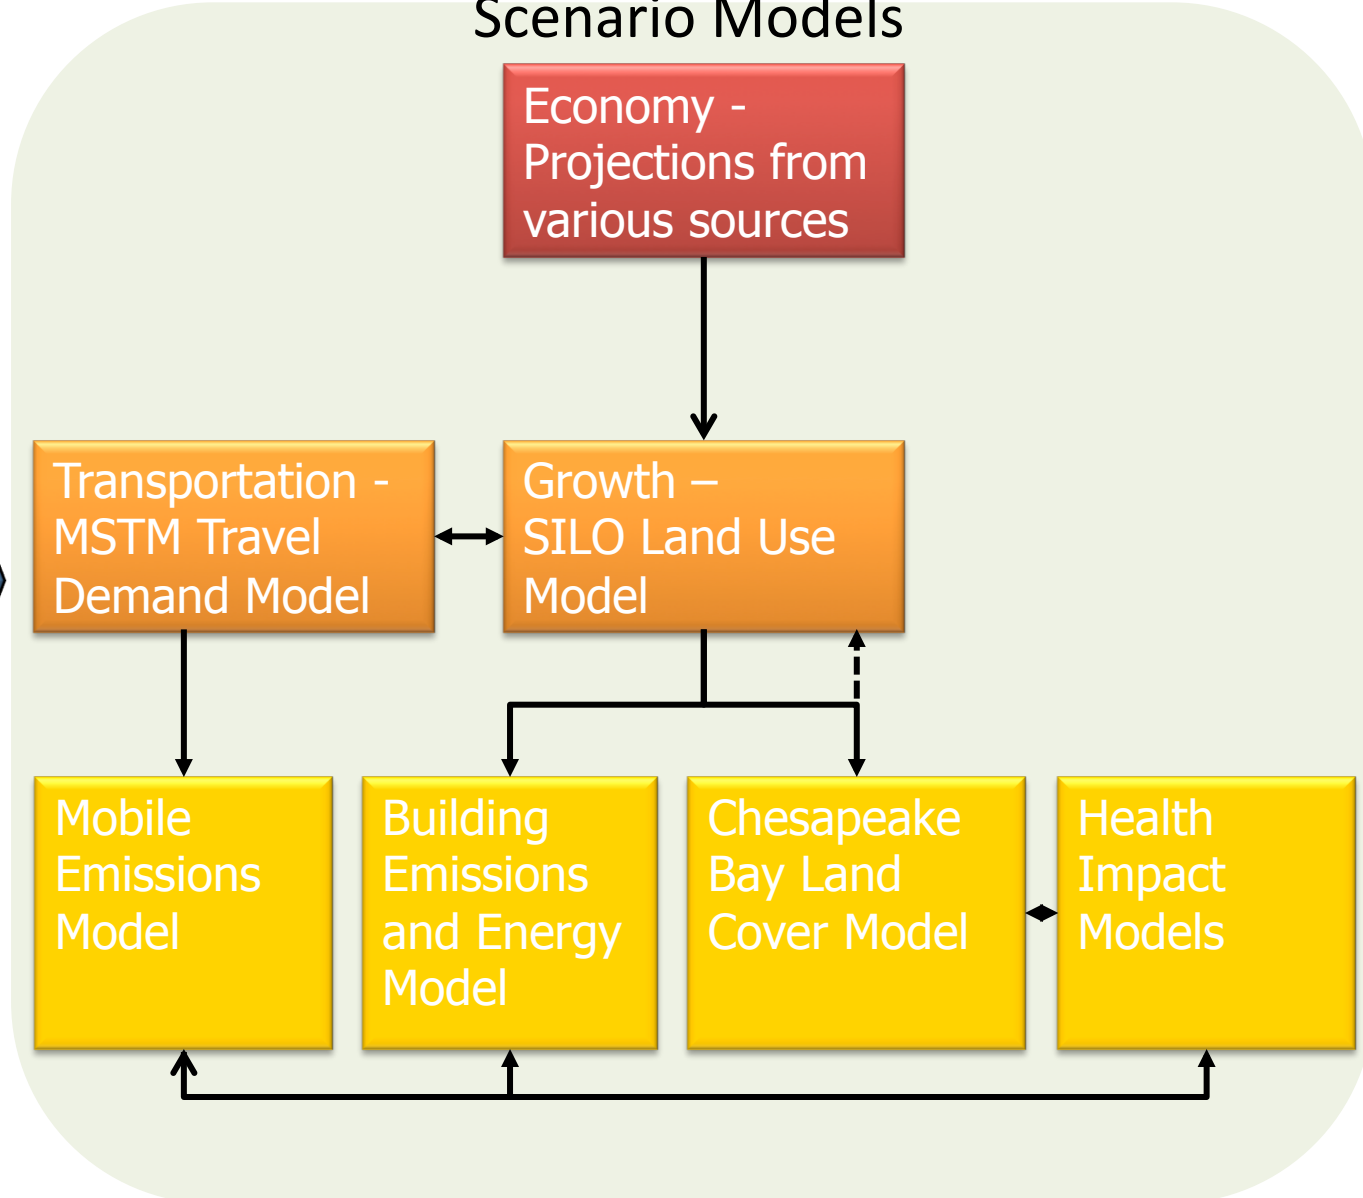 Scenario Models
Economy -
Projections from
various sources
Transportation -
MSTM Travel
Demand Model
Growth –
SILO Land Use
Model
Mobile
Emissions
Model
Building
Emissions
and Energy
Model
Chesapeake
Bay Land
Cover Model
Health
Impact
Models